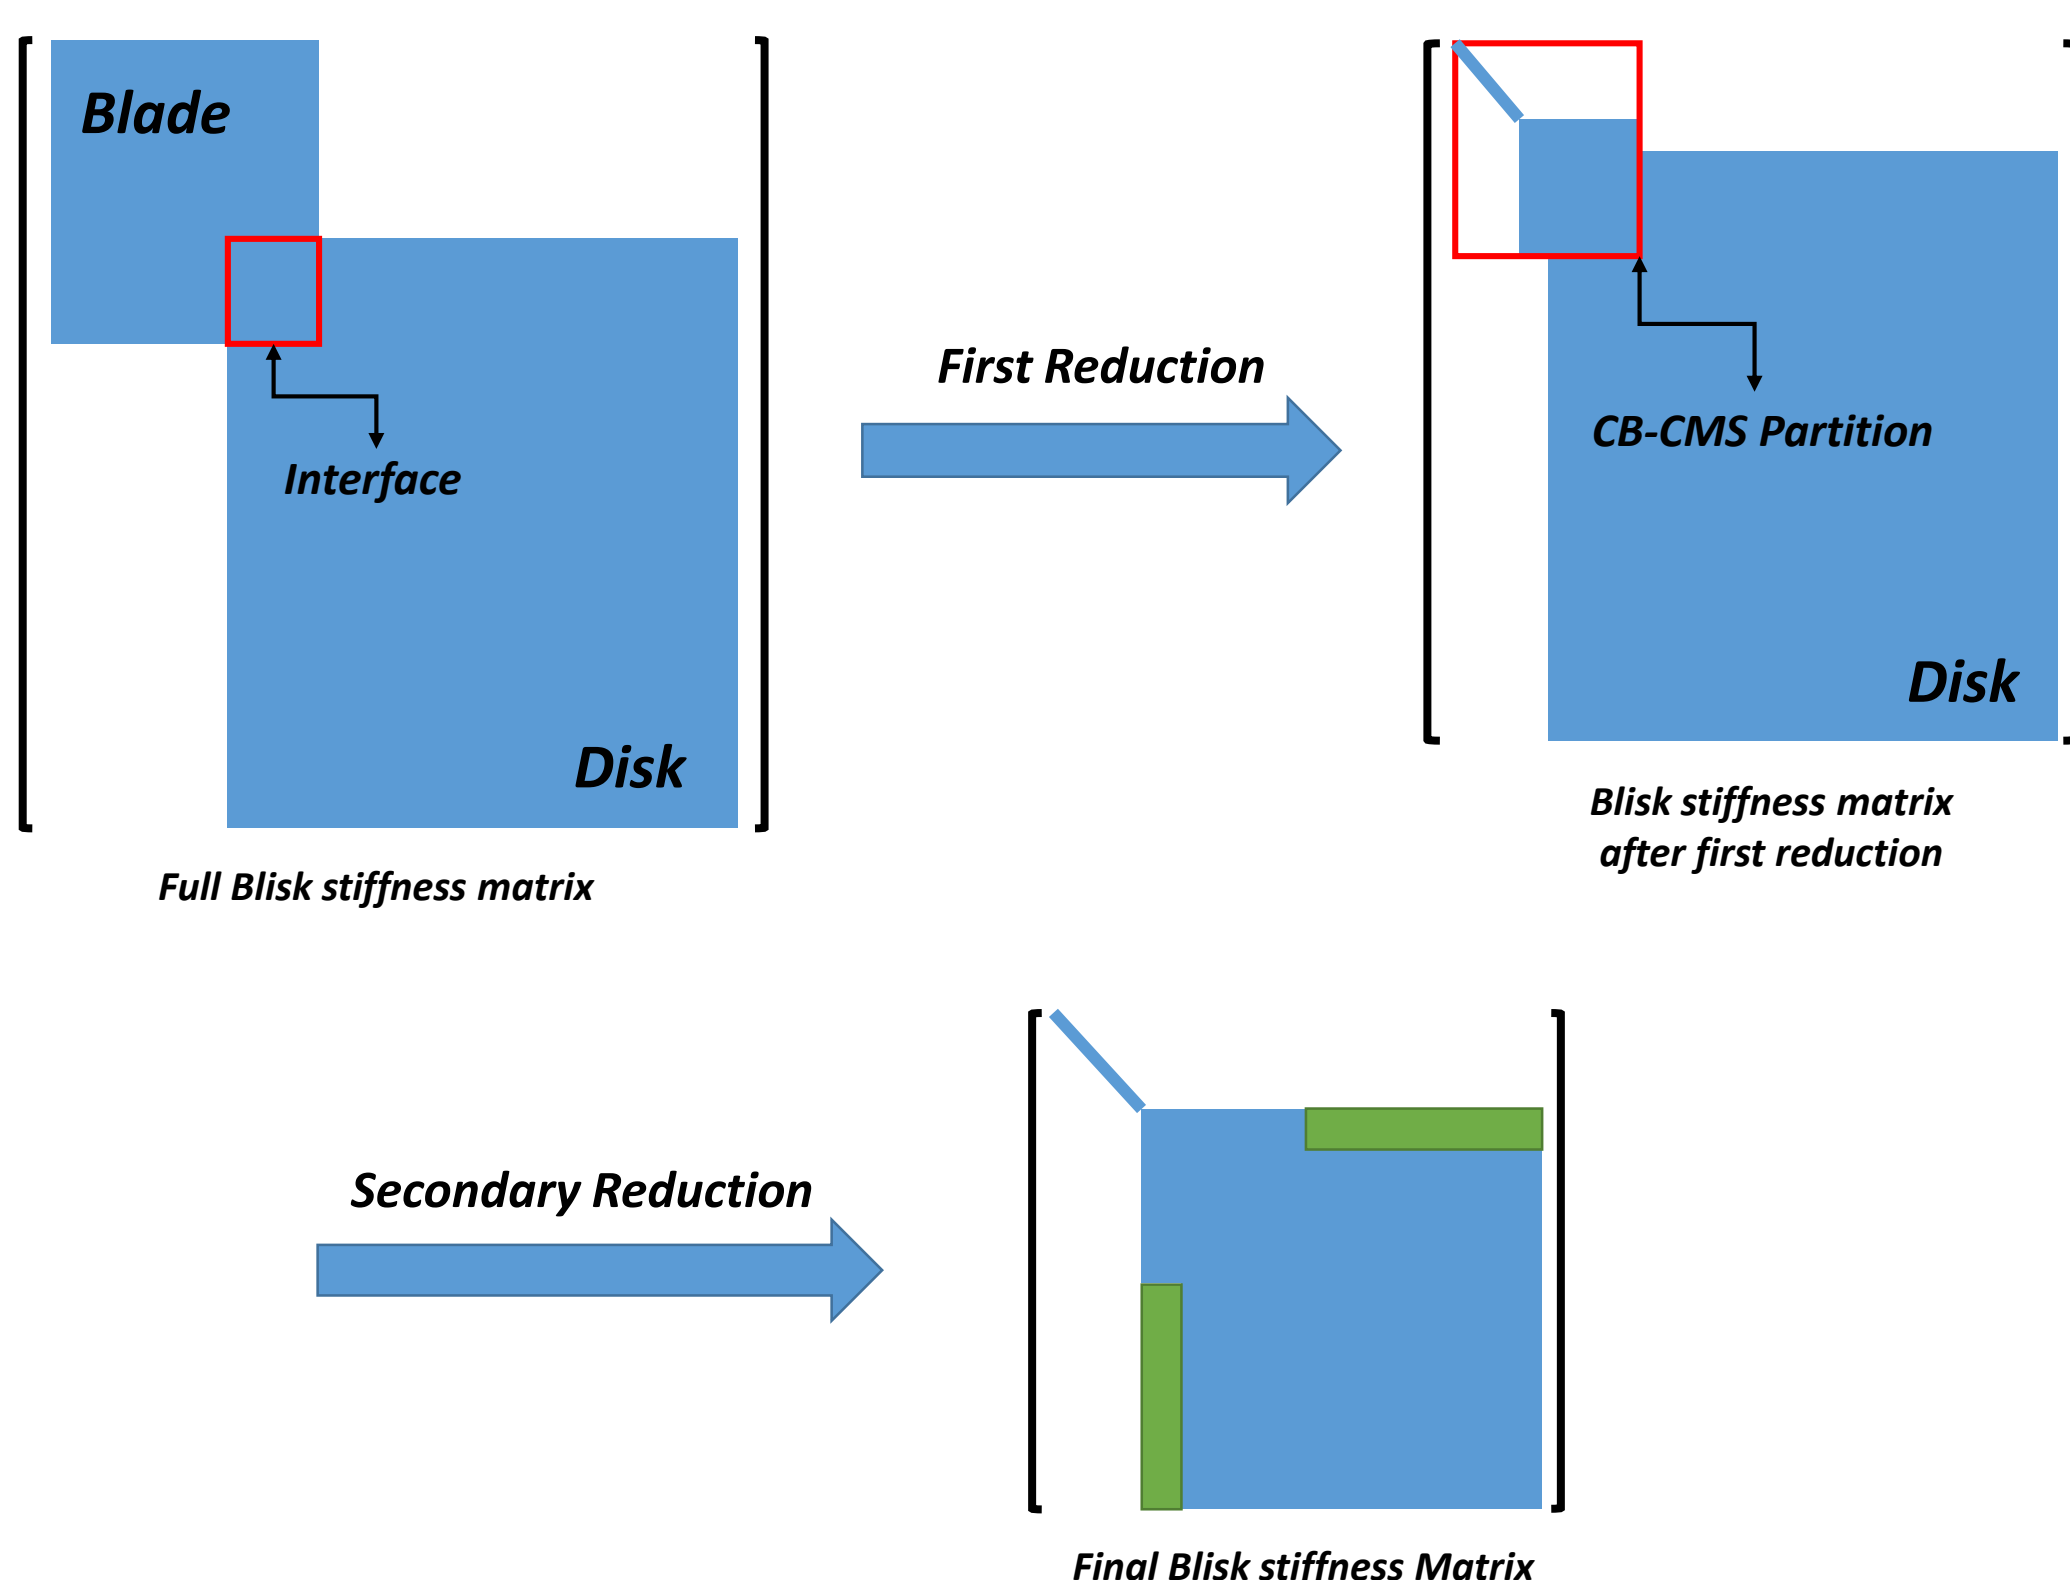 Blade
Interface
Disk
Full Blisk stiffness matrix
First Reduction
CB-CMS Partition
Disk
Blisk stiffness matrix
after first reduction
Secondary Reduction
Final Blisk stiffness Matrix